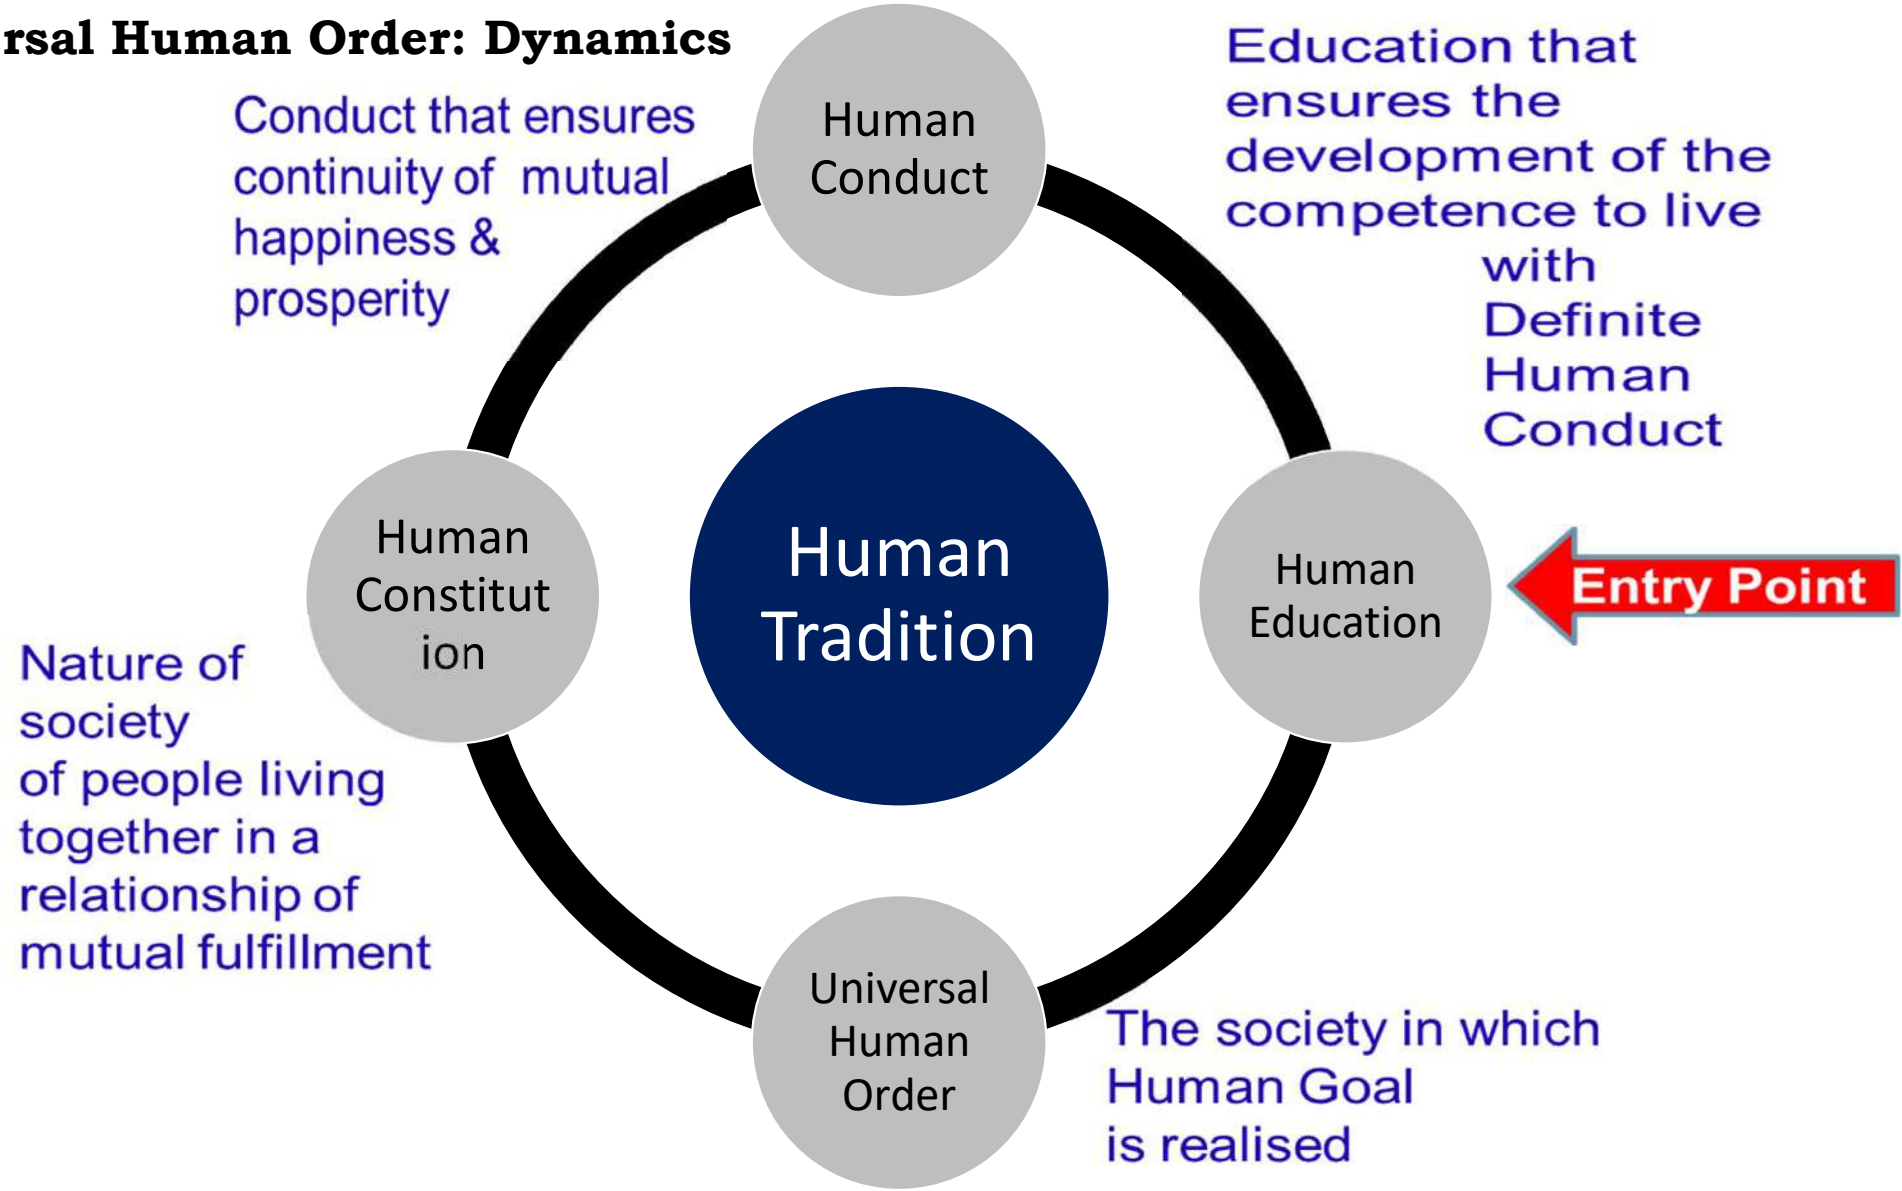 rsal Human Order: Dynamics
Conduct that ensures
continuity of mutual
happiness &
prosperity
Human
Conduct
Education that
ensures the
development of the
competence to live
with
Definite
Human
Conduct
Human
Constitut
ion
Human
Tradition
Human
Education
Entry Point
Nature of
society
of people living
together in a
relationship of
mutual fulfillment
Universal
Human
Order
The society in which
Human Goal
is realised